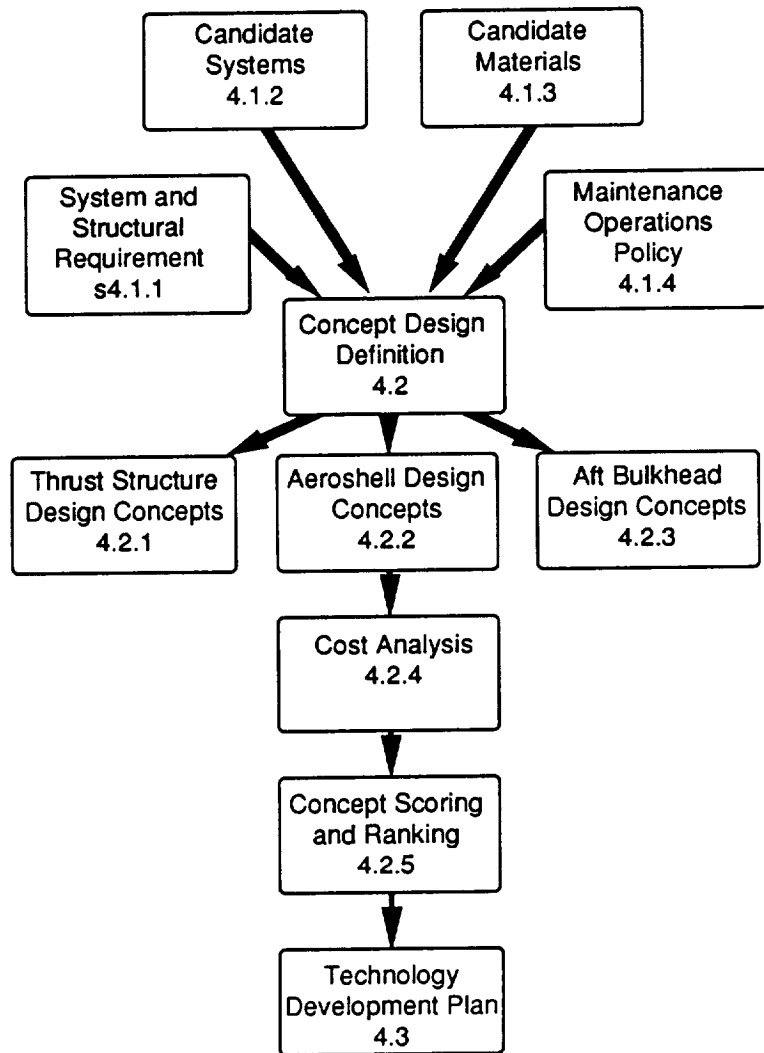 Candidate
Systems
4.1.2
Candidate
Materials
4.1.3
System and
Structural
Requirement
s4.1.1
Maintenance
Operations
Policy
4.1.4
Concept Design
Definition
4.2
Thrust Structure
Design Concepts
4.2.1
Aeroshell Design
Concepts
4.2.2
Aft Bulkhead
Design Concepts
4.2.3
Cost Analysis
4.2.4
Concept Scoring
and Ranking
4.2.5
Technology
Development Plan
4.3